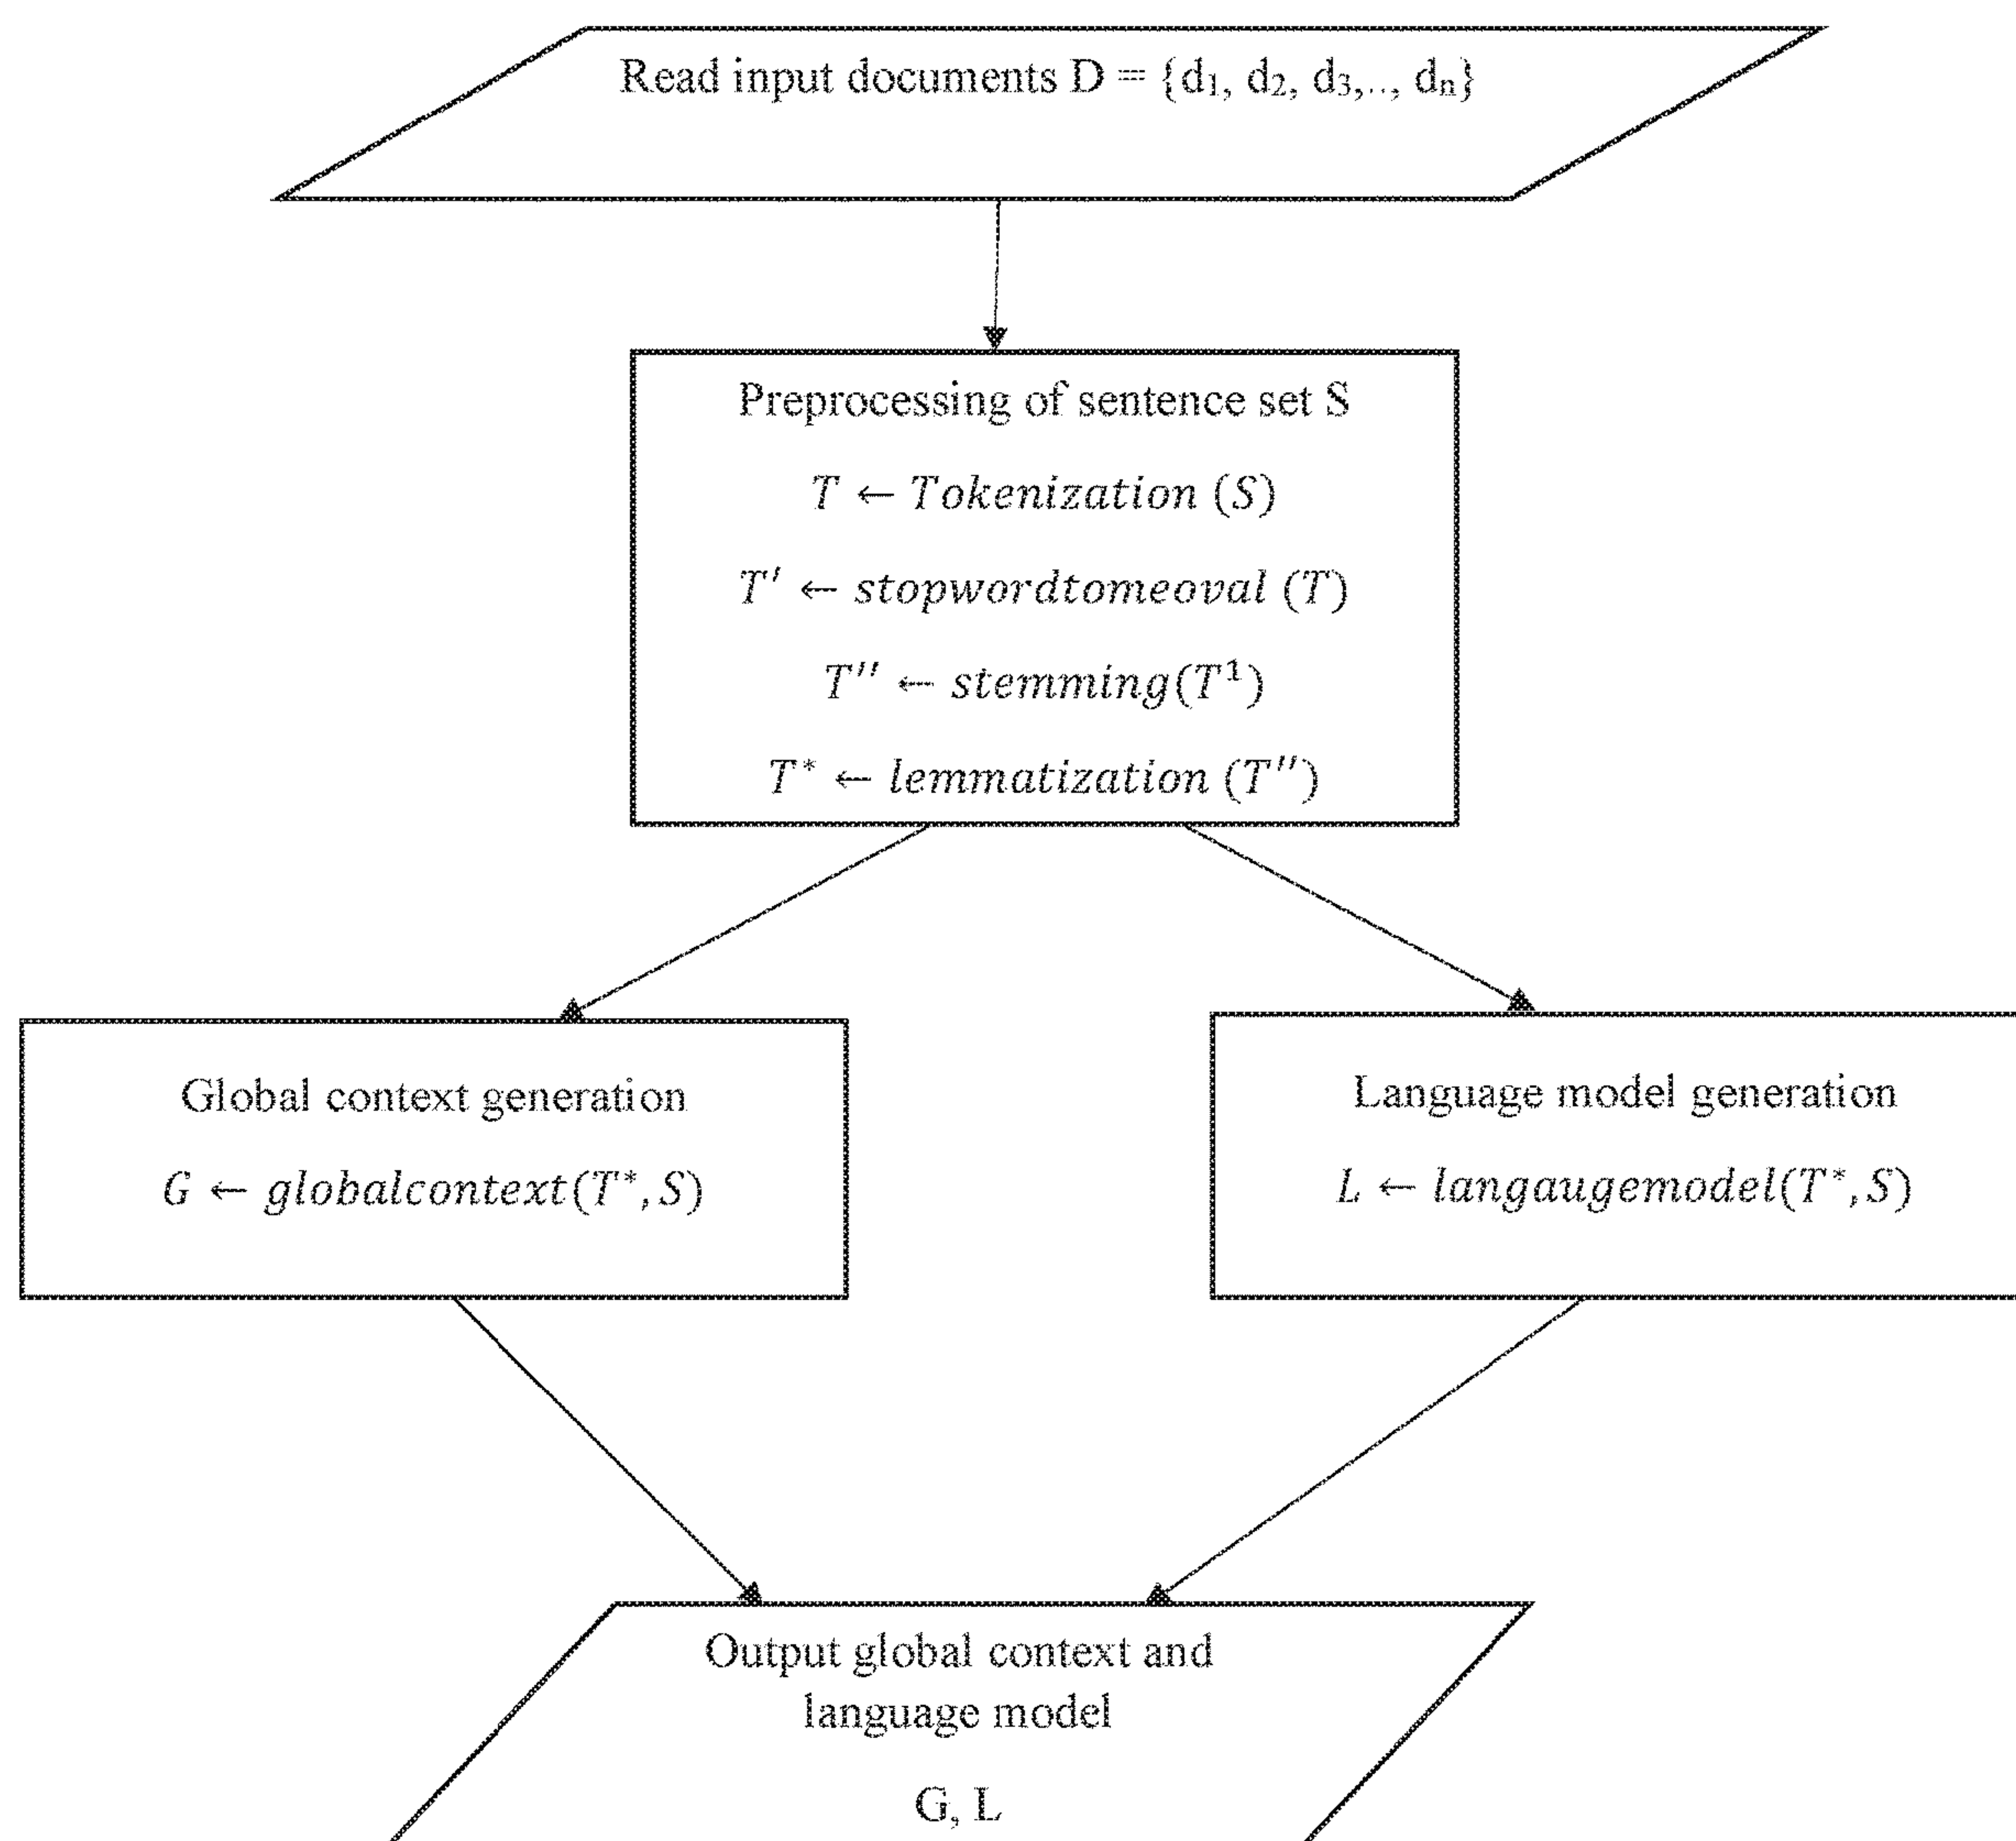 Read input documents D = {d₁, d₂, d₃,.., dₙ}
Preprocessing of sentence set S
T ← Tokenization (S)
T′ ← stopwordtomeoval (T)
T′′ ← stemming(T¹)
T* ← lemmatization (T′′)
Global context generation
G ← globalcontext(T*, S)
Language model generation
L ← langaugemodel(T*, S)
Output global context and
language model
G, L